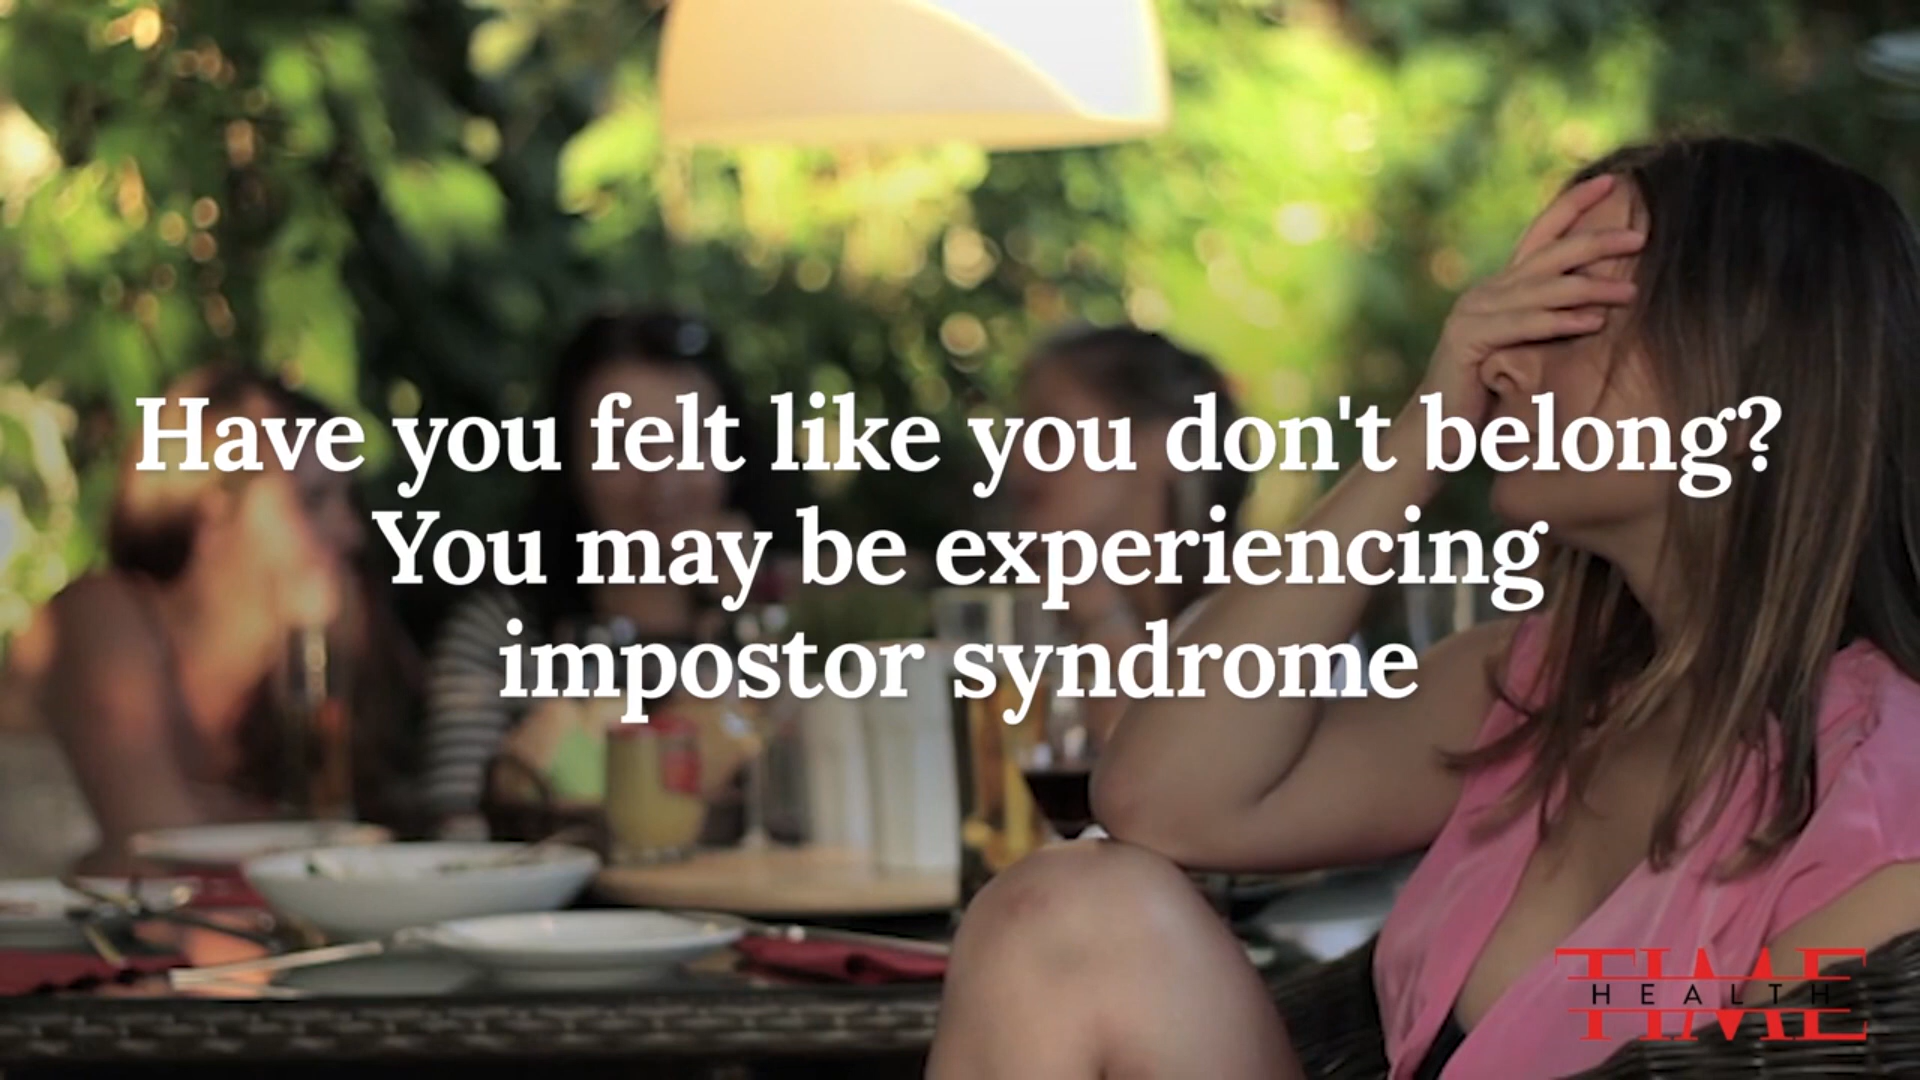 Have you felt like you don't belong?
You may be experiencing
impostor syndrome
TIME
HEALTH